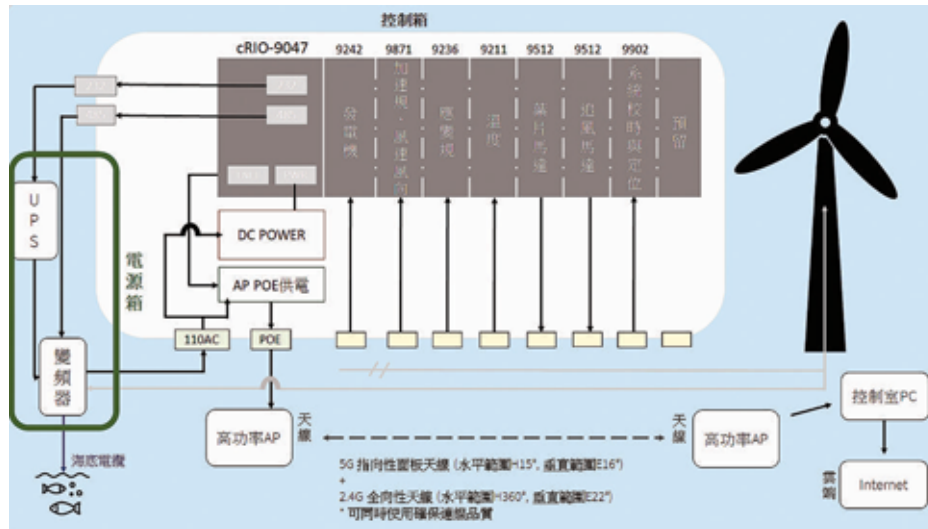 控制箱
cRIO-9047
9242
9871
9236
9211
9512
9512
9902
232
232
485
發電機
加速規、風速風向
應變規
溫度
葉片馬達
追風馬達
系統校時與定位
預留
UPS
電源箱
DC POWER
AP POE供電
110AC
POE
變頻器
海底電纜
高功率AP
天線
天線
高功率AP
控制室PC
雲端
Internet
5G 指向性面板天線 (水平範圍H15°, 垂直範圍E16°)
+
2.4G 全向性天線 (水平範圍H360°, 垂直範圍E22°)
* 可同時使用確保連線品質